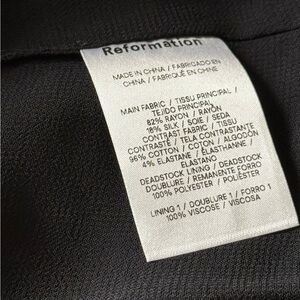 Reformation
MADE IN CHINA / FABRICADO EN
CHINA / FABRIQUÉ EN CHINE
MAIN FABRIC / TISSU PRINCIPAL /
TEJIDO PRINCIPAL
82% RAYON / RAYÓN
18% SILK / SOIE / SEDA
CONTRAST FABRIC / TISSU
CONTRASTE / TELA CONTRASTANTE
96% COTTON / COTON / ALGODÓN
4% ELASTANE / ÉLASTHANNE /
ELASTANO
DEADSTOCK LINING / DEADSTOCK
DOUBLURE / REMANENTE FORRO
100% POLYESTER / POLIÉSTER
LINING 1 / DOUBLURE 1 / FORRO 1
100% VISCOSE / VISCOSA